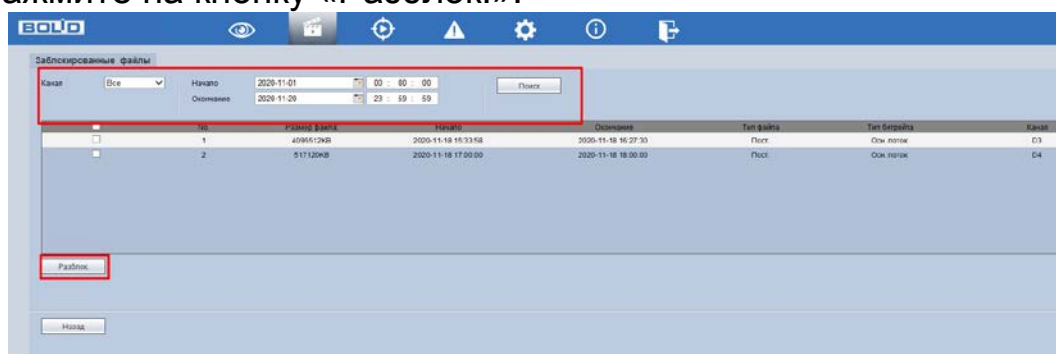 ажмите на кнопку «Разблок.».
BOLID
Заблокированные файлы
Канал Все Начало 2020-11-01 00 : 00 : 00 Поиск
Окончание 2020-11-20 23 : 59 : 59
No. Размер файла Начало Окончание Тип файла Тип битрейта Канал
1 4096512KB 2020-11-18 15:33:58 2020-11-18 16:27:30 Пост. Осн. поток D3
2 517120KB 2020-11-18 17:00:00 2020-11-18 18:00:00 Пост. Осн. поток D4
Разблок.
Назад